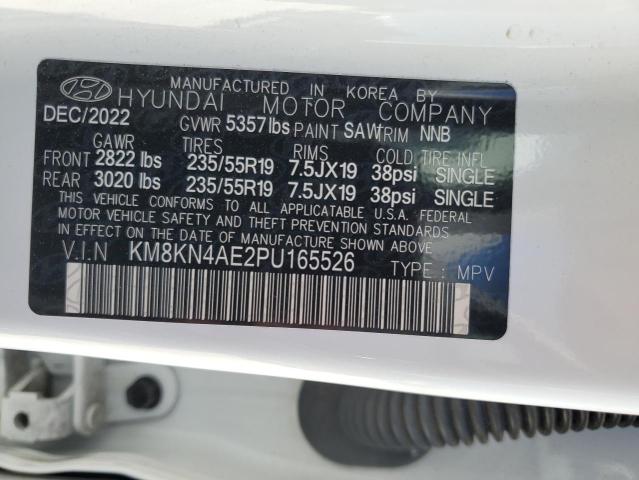 MANUFACTURED IN KOREA BY
HYUNDAI MOTOR COMPANY
DEC/2022 GVWR 5357lbs PAINT SAW TRIM NNB
GAWR TIRES RIMS COLD TIRE INFL
FRONT 2822 lbs 235/55R19 7.5JX19 38psi SINGLE
REAR 3020 lbs 235/55R19 7.5JX19 38psi SINGLE
THIS VEHICLE CONFORMS TO ALL APPLICATABLE U.S.A. FEDERAL
MOTOR VEHICLE SAFETY AND THEFT PREVENTION STANDARDS
IN EFFECT ON THE DATE OF MANUFACTURE SHOWN ABOVE
V.I.N KM8KN4AE2PU165526 TYPE : MPV